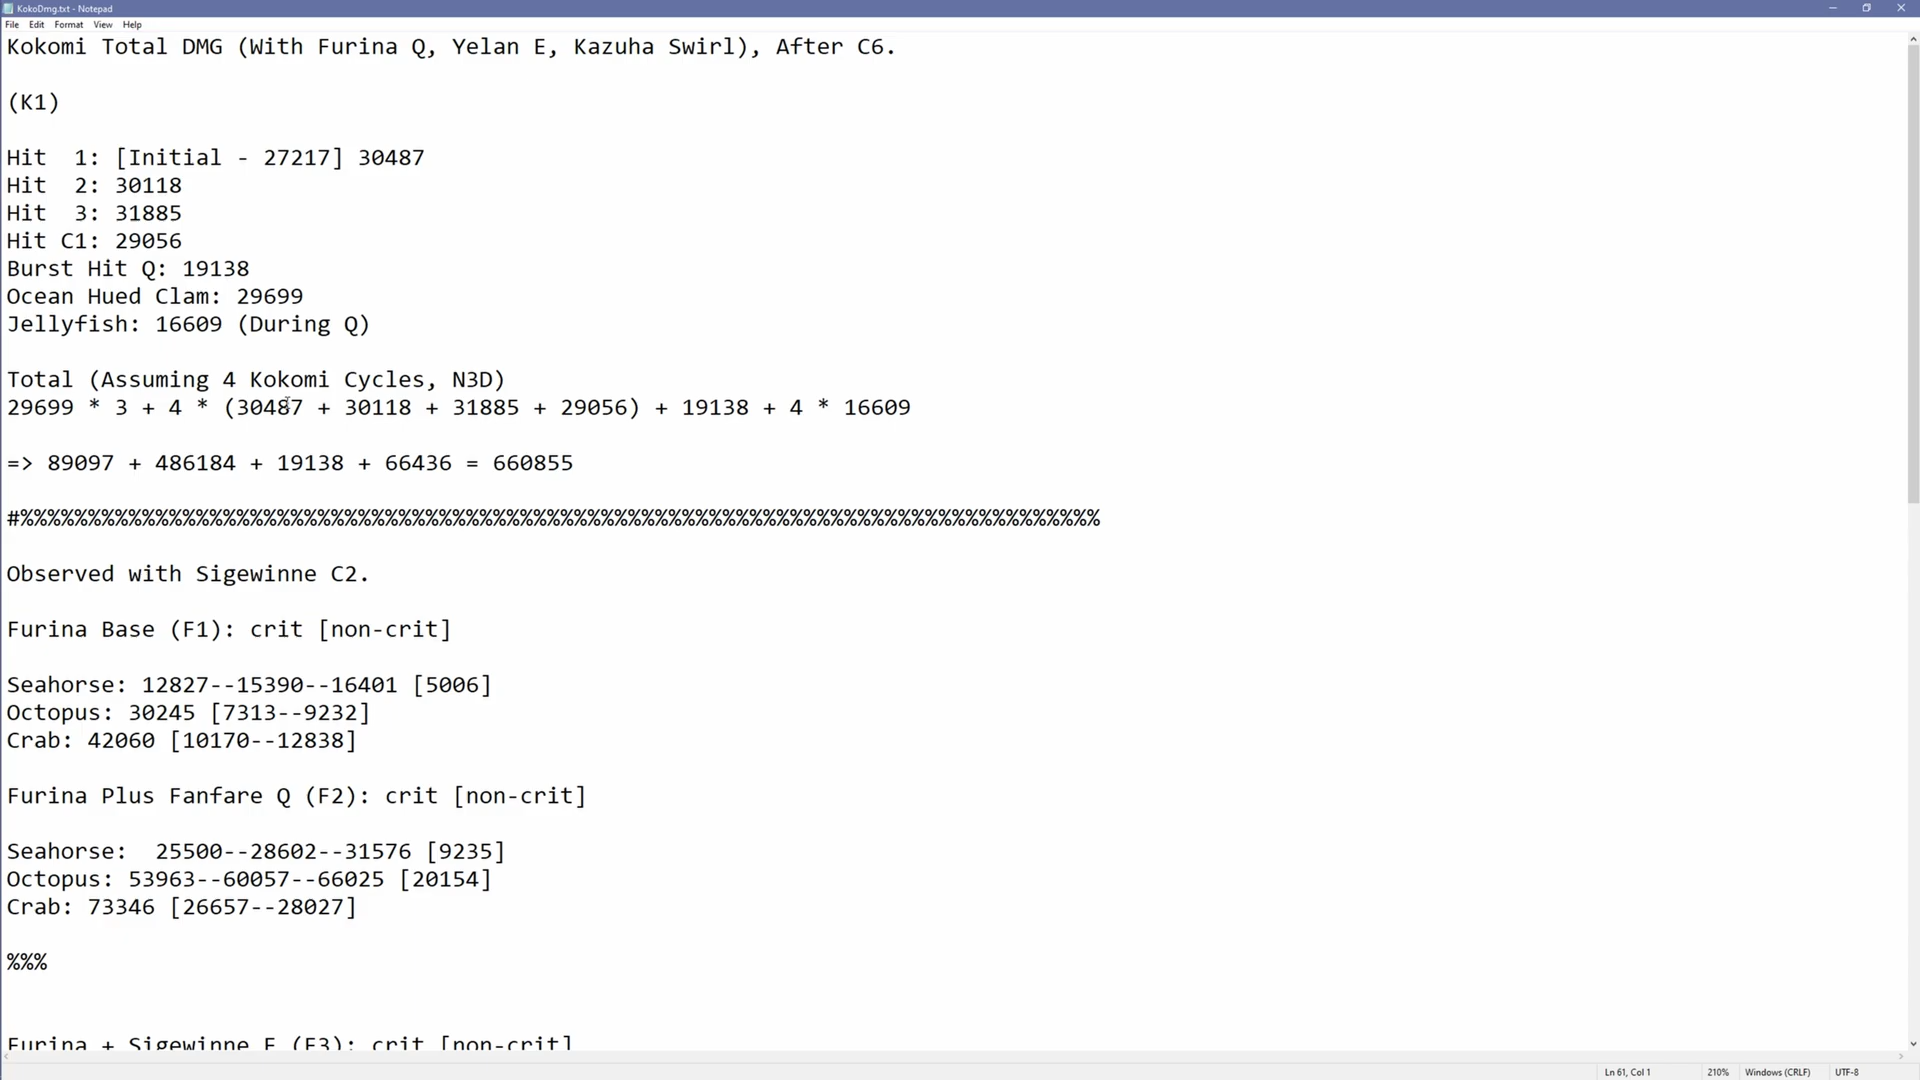 KokoDmg.txt - Notepad
File Edit Format View Help
Kokomi Total DMG (With Furina Q, Yelan E, Kazuha Swirl), After C6.
(K1)
Hit  1: [Initial - 27217] 30487
Hit  2: 30118
Hit  3: 31885
Hit C1: 29056
Burst Hit Q: 19138
Ocean Hued Clam: 29699
Jellyfish: 16609 (During Q)
Total (Assuming 4 Kokomi Cycles, N3D)
29699 * 3 + 4 * (30487 + 30118 + 31885 + 29056) + 19138 + 4 * 16609
=> 89097 + 486184 + 19138 + 66436 = 660855
#%%%%%%%%%%%%%%%%%%%%%%%%%%%%%%%%%%%%%%%%%%%%%%%%%%%%%%%%%%%%%%%%%%%%%%%%%%%%%%%%
Observed with Sigewinne C2.
Furina Base (F1): crit [non-crit]
Seahorse: 12827--15390--16401 [5006]
Octopus: 30245 [7313--9232]
Crab: 42060 [10170--12838]
Furina Plus Fanfare Q (F2): crit [non-crit]
Seahorse:  25500--28602--31576 [9235]
Octopus: 53963--60057--66025 [20154]
Crab: 73346 [26657--28027]
%%%
Furina + Sigewinne E (F3): crit [non-crit]
Ln 61, Col 1 210% Windows (CRLF) UTF-8